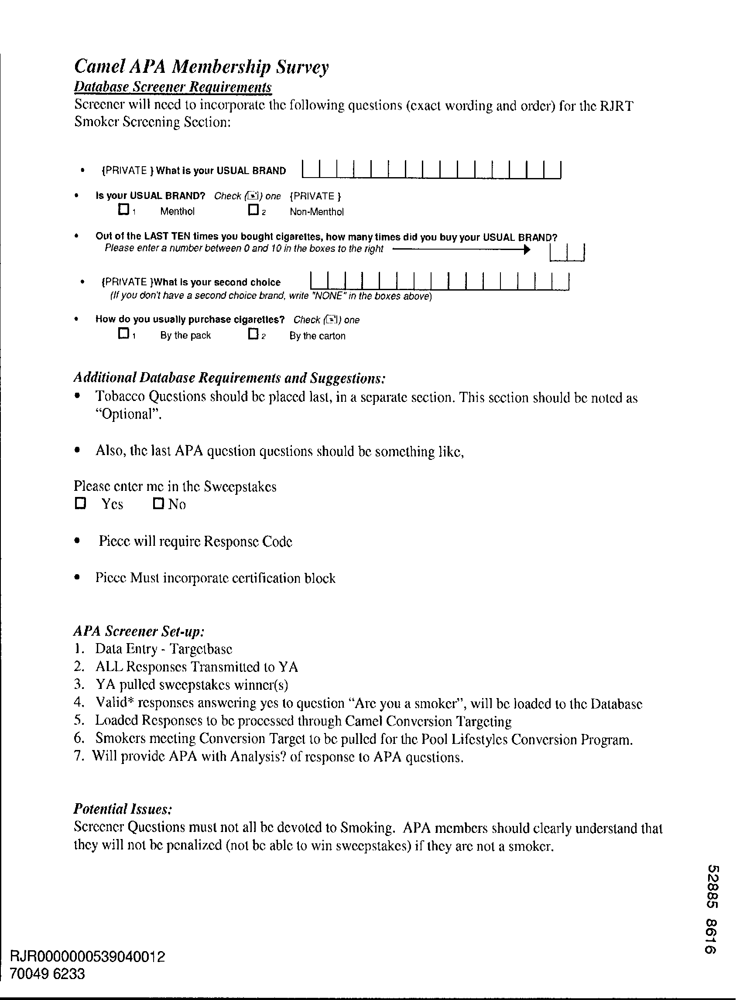 Camel APA Membership Survey
Database Screener Requirements
Screener will need to incorporate the following questions (exact wording and order) for the RJRT
Smoker Screening Section:
• {PRIVATE } What is your USUAL BRAND
• Is your USUAL BRAND? Check (☑) one {PRIVATE }
☐ 1 Menthol ☐ 2 Non-Menthol
• Out of the LAST TEN times you bought cigarettes, how many times did you buy your USUAL BRAND?
Please enter a number between 0 and 10 in the boxes to the right
• {PRIVATE }What is your second choice
(If you don't have a second choice brand, write "NONE" in the boxes above)
• How do you usually purchase cigarettes? Check (☑) one
☐ 1 By the pack ☐ 2 By the carton
Additional Database Requirements and Suggestions:
• Tobacco Questions should be placed last, in a separate section. This section should be noted as
“Optional”.
• Also, the last APA question questions should be something like,
Please enter me in the Sweepstakes
☐ Yes ☐ No
• Piece will require Response Code
• Piece Must incorporate certification block
APA Screener Set-up:
1. Data Entry - Targetbase
2. ALL Responses Transmitted to YA
3. YA pulled sweepstakes winner(s)
4. Valid* responses answering yes to question “Are you a smoker”, will be loaded to the Database
5. Loaded Responses to be processed through Camel Conversion Targeting
6. Smokers meeting Conversion Target to be pulled for the Pool Lifestyles Conversion Program.
7. Will provide APA with Analysis? of response to APA questions.
Potential Issues:
Screener Questions must not all be devoted to Smoking. APA members should clearly understand that
they will not be penalized (not be able to win sweepstakes) if they are not a smoker.
52885 8616
RJR0000000539040012
70049 6233